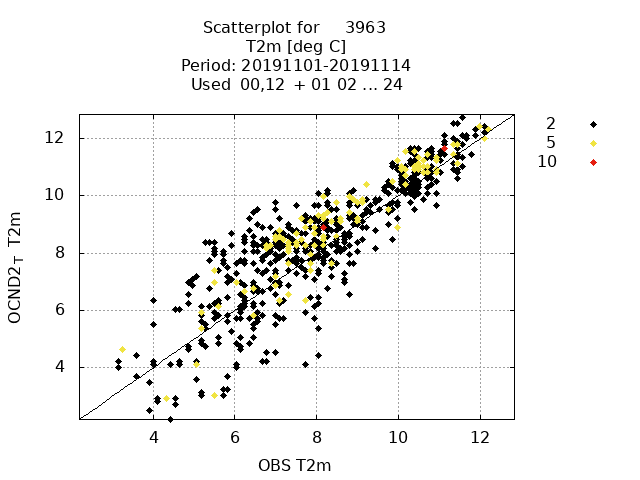 Scatterplot for 3963
T2m [deg C]
Period: 20191101-20191114
Used 00,12 + 01 02 ... 24
2
5
10
12
10
8
6
4
OCND2T T2m
4 6 8 10 12
OBS T2m